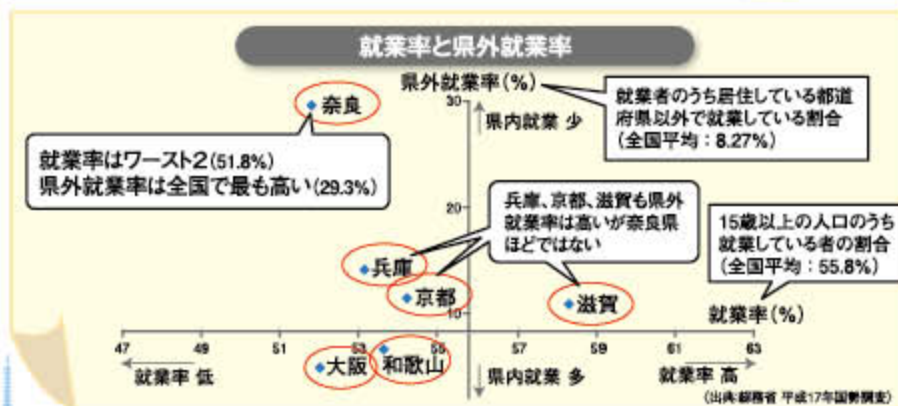 就業率と県外就業率
県外就業率(%)
就業者のうち居住している都道
府県以外で就業している割合
(全国平均:8.27%)
30
県内就業 少
奈良
就業率はワースト2(51.8%)
県外就業率は全国で最も高い(29.3%)
20
兵庫、京都、滋賀も県外
就業率は高いが奈良県
ほどではない
15歳以上の人口のうち
就業している者の割合
(全国平均:55.8%)
兵庫
京都
滋賀
10
就業率(%)
47 49 51 53 55 57 59 61 63
大阪 和歌山
就業率 低
県内就業 多
就業率 高
(出典:総務省 平成17年国勢調査)